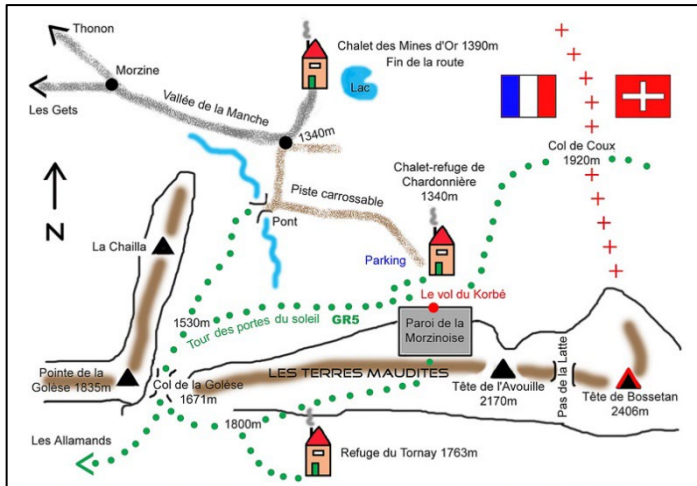 Thonon
Chalet des Mines d'Or 1390m
Fin de la route
Morzine
Lac
Les Gets
Vallée de la Manche
1340m
Col de Coux
1920m
Chalet-refuge de
Chardonnière
1340m
N
Piste carrossable
Pont
La Chailla
Parking
Le vol du Korbé
1530m
Tour des portes du soleil GR5
Paroi de la
Morzinoise
Pointe de la
Golèse 1835m
Col de la Golèse
1671m
LES TERRES MAUDITES
Tête de l'Avouille
2170m
Pas de la Latte
Tête de Bossetan
2406m
1800m
Les Allamands
Refuge du Tornay 1763m